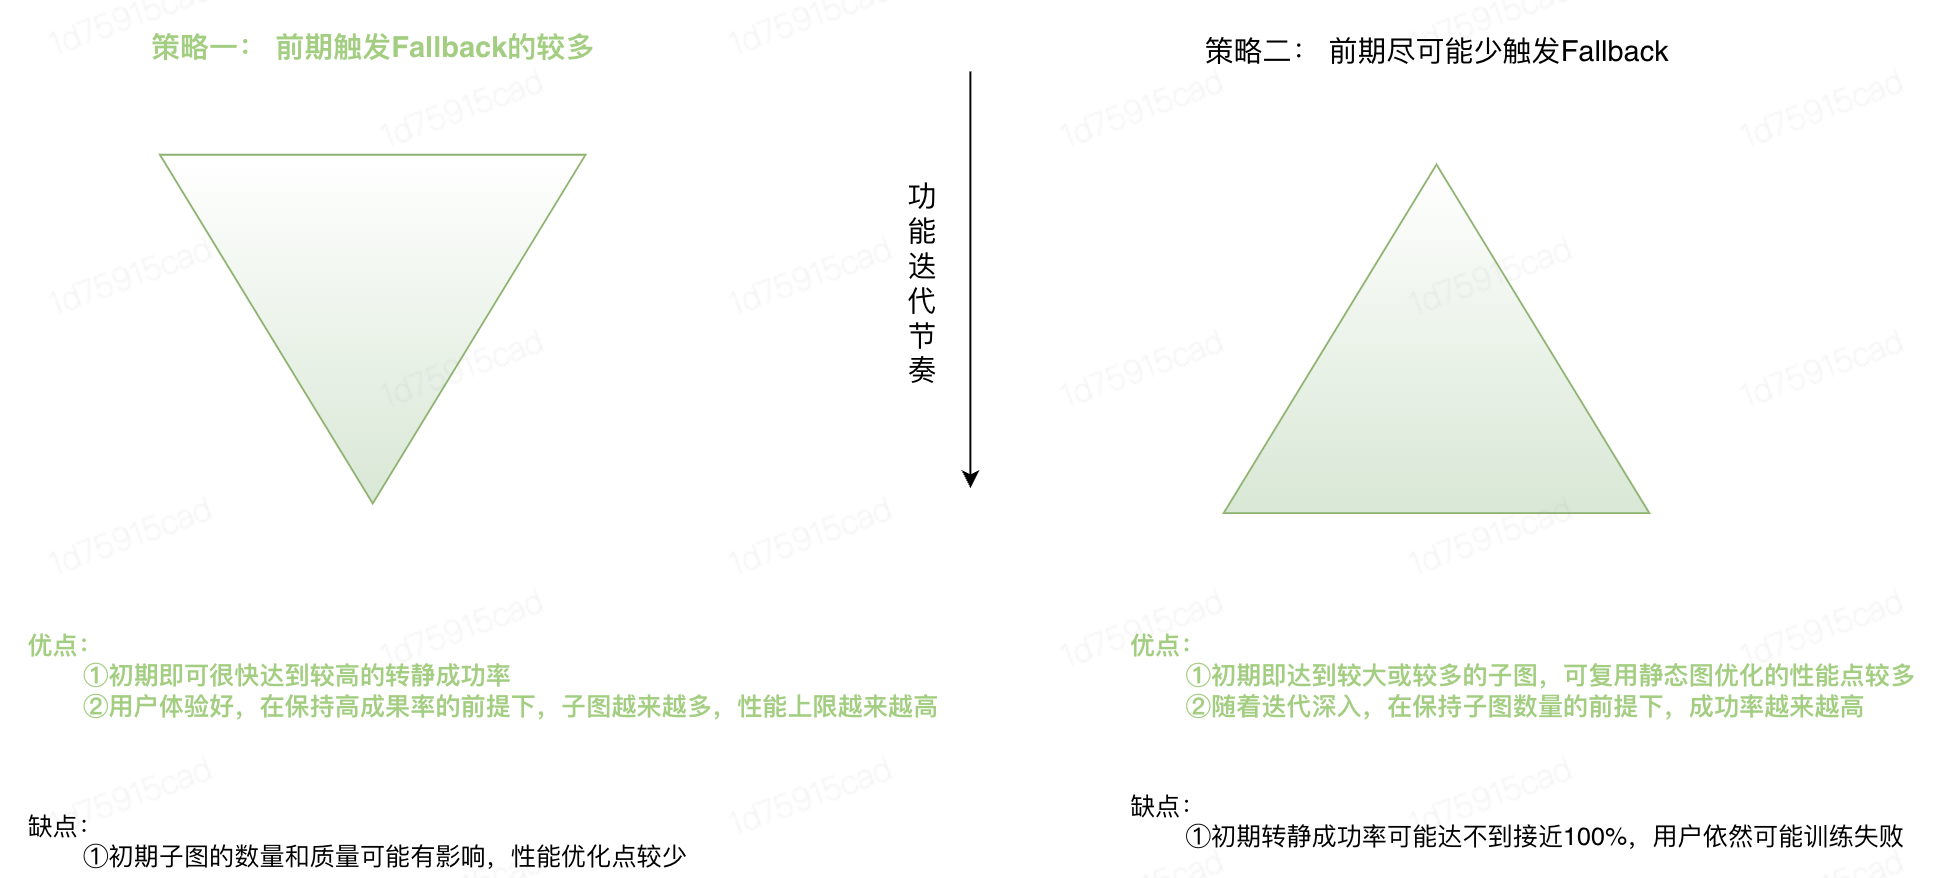 策略一： 前期触发Fallback的较多
策略二： 前期尽可能少触发Fallback
功能迭代节奏
优点：
①初期即可很快达到较高的转静成功率
②用户体验好，在保持高成果率的前提下，子图越来越多，性能上限越来越高
缺点：
①初期子图的数量和质量可能有影响，性能优化点较少
优点：
①初期即达到较大或较多的子图，可复用静态图优化的性能点较多
②随着迭代深入，在保持子图数量的前提下，成功率越来越高
缺点：
①初期转静成功率可能达不到接近100%，用户依然可能训练失败
1d75915cad